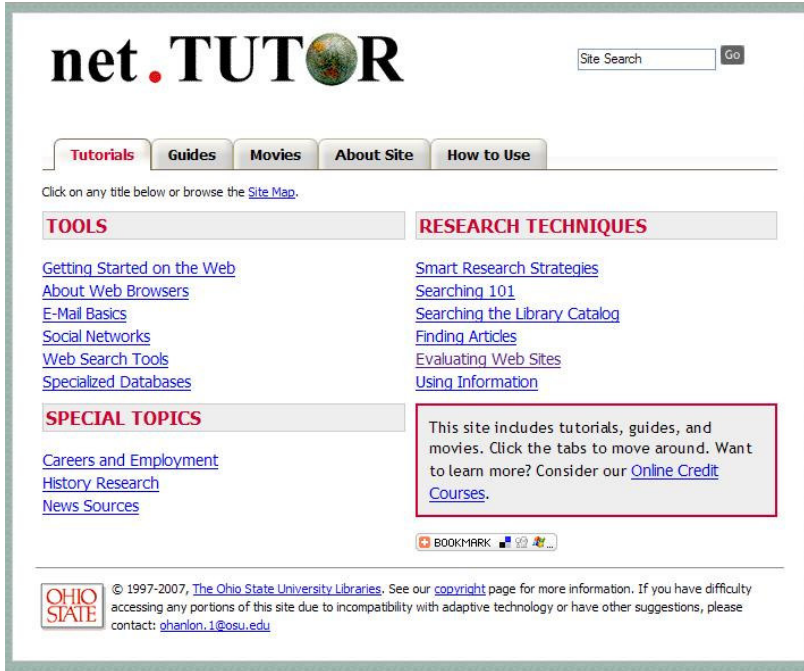 net.TUTOR
Site Search
Go
Tutorials Guides Movies About Site How to Use
Click on any title below or browse the Site Map.
TOOLS
Getting Started on the Web
About Web Browsers
E-Mail Basics
Social Networks
Web Search Tools
Specialized Databases
RESEARCH TECHNIQUES
Smart Research Strategies
Searching 101
Searching the Library Catalog
Finding Articles
Evaluating Web Sites
Using Information
SPECIAL TOPICS
Careers and Employment
History Research
News Sources
This site includes tutorials, guides, and
movies. Click the tabs to move around. Want
to learn more? Consider our Online Credit
Courses.
BOOKMARK
OHIO
STATE
© 1997-2007, The Ohio State University Libraries. See our copyright page for more information. If you have difficulty
accessing any portions of this site due to incompatibility with adaptive technology or have other suggestions, please
contact: ohanlon.1@osu.edu